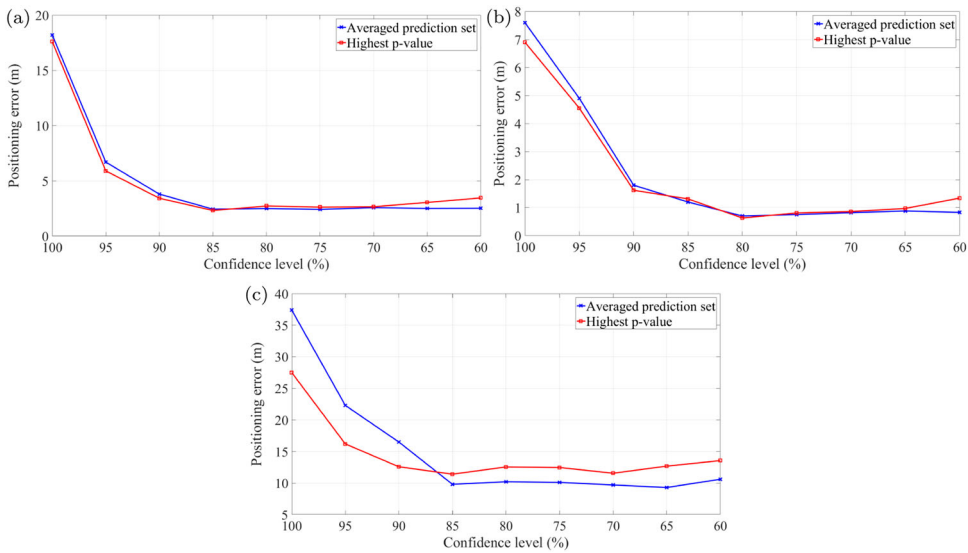 (a)
20
15
10
5
0
Positioning error (m)
Averaged prediction set
Highest p-value
100 95 90 85 80 75 70 65 60
Confidence level (%)
(b)
8
7
6
5
4
3
2
1
0
Positioning error (m)
Averaged prediction set
Highest p-value
100 95 90 85 80 75 70 65 60
Confidence level (%)
(c)
40
35
30
25
20
15
10
5
Positioning error (m)
Averaged prediction set
Highest p-value
100 95 90 85 80 75 70 65 60
Confidence level (%)